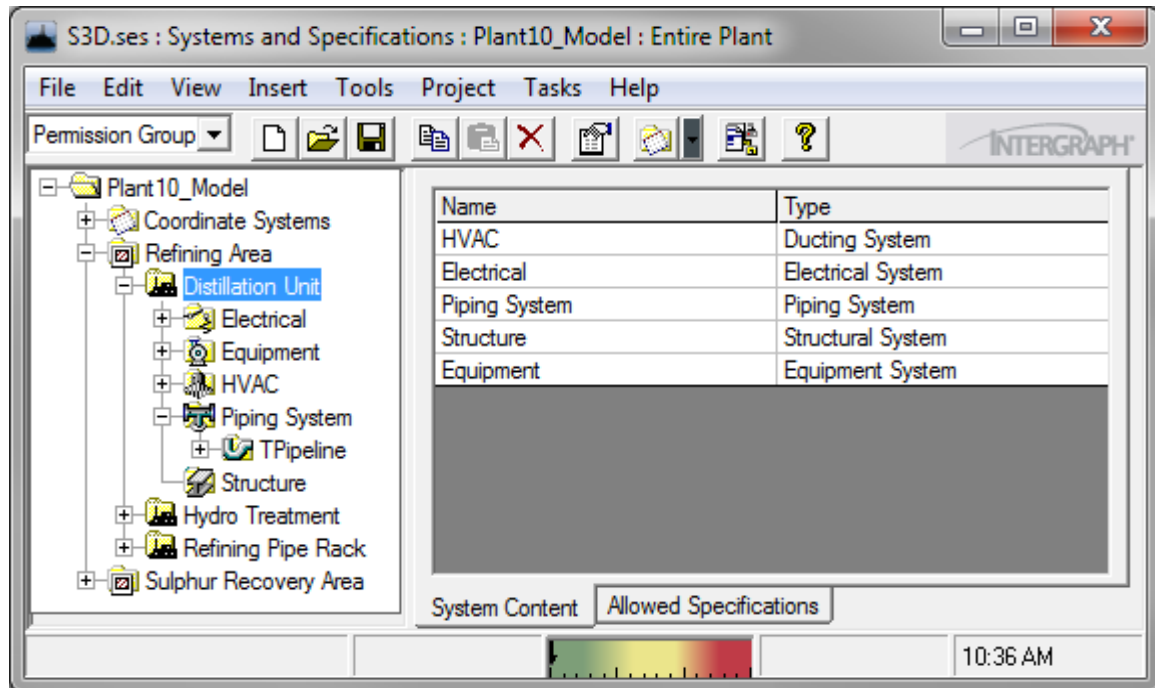 S3D.ses : Systems and Specifications : Plant10_Model : Entire Plant
File Edit View Insert Tools Project Tasks Help
Permission Group
INTERGRAPH
Plant10_Model
Coordinate Systems
Refining Area
Distillation Unit
Electrical
Equipment
HVAC
Piping System
TPipeline
Structure
Hydro Treatment
Refining Pipe Rack
Sulphur Recovery Area
Name Type
HVAC Ducting System
Electrical Electrical System
Piping System Piping System
Structure Structural System
Equipment Equipment System
System Content Allowed Specifications
10:36 AM